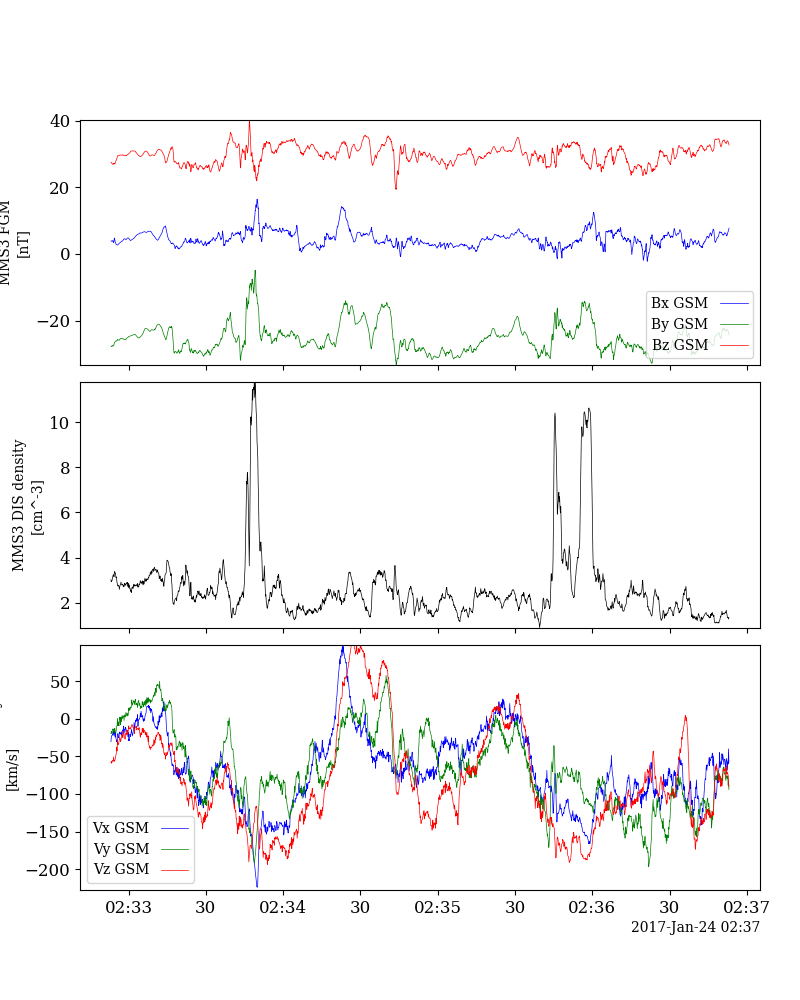 40
20
0
−20
MMS3 FGM
[nT]
Bx GSM
By GSM
Bz GSM
10
8
6
4
2
MMS3 DIS density
[cm^-3]
50
0
−50
−100
−150
−200
[km/s]
Vx GSM
Vy GSM
Vz GSM
02:33
30
02:34
30
02:35
30
02:36
30
02:37
2017-Jan-24 02:37